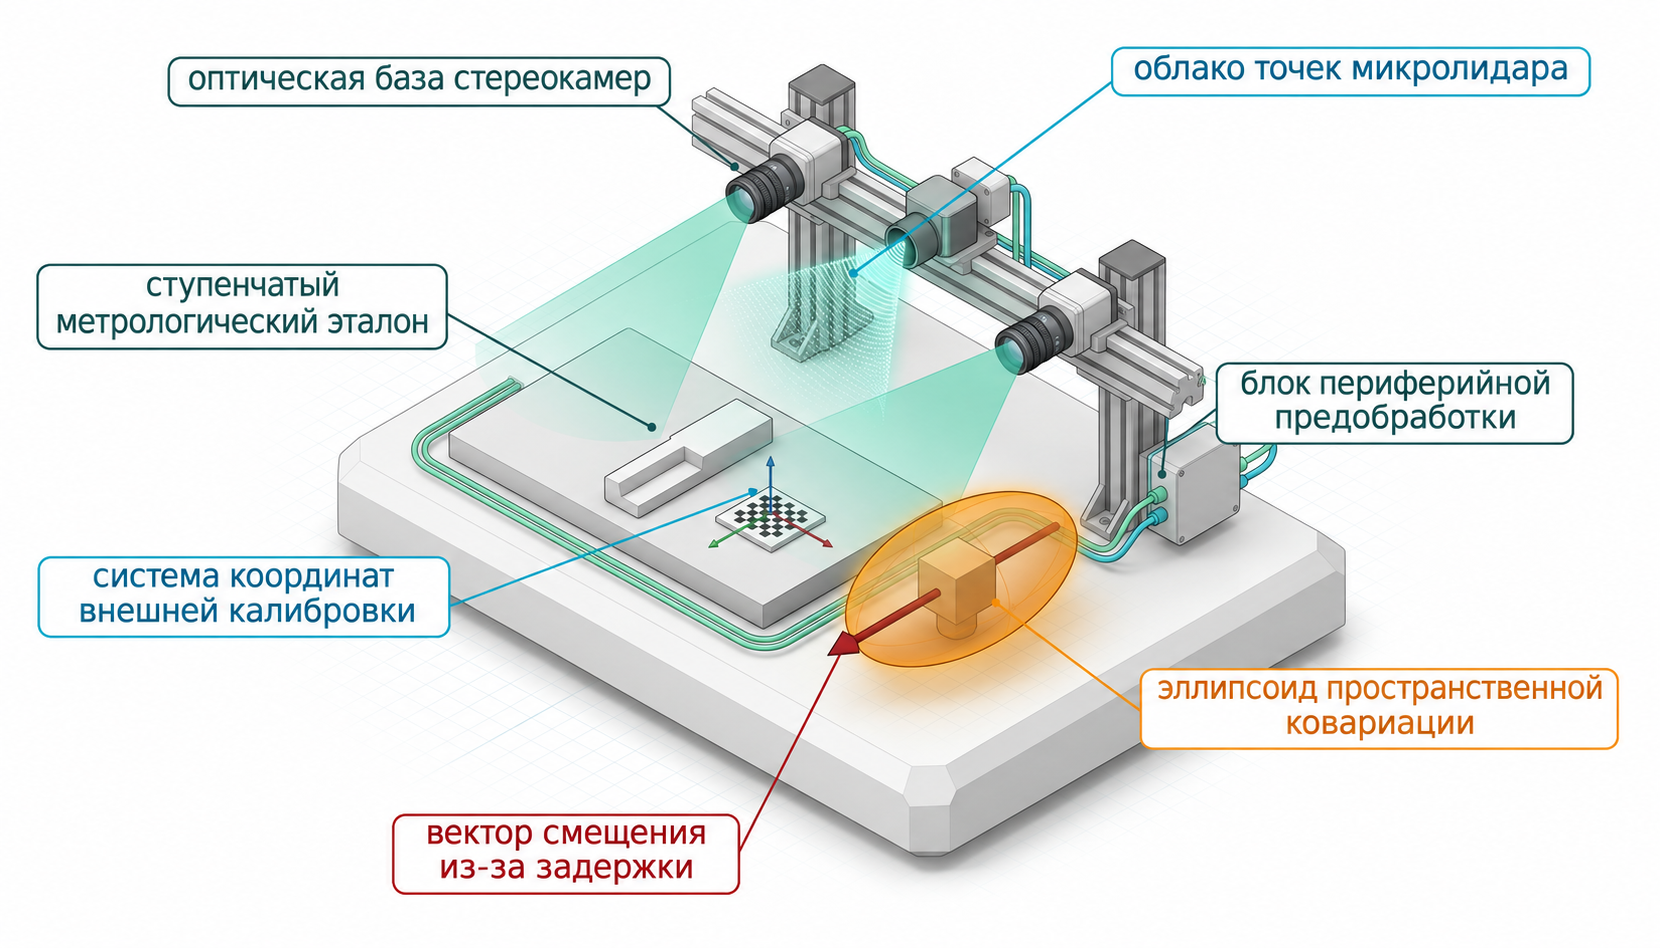 оптическая база стереокамер
облако точек микролидара
ступенчатый
метрологический эталон
блок периферийной
предобработки
система координат
внешней калибровки
эллипсоид пространственной
ковариации
вектор смещения
из-за задержки